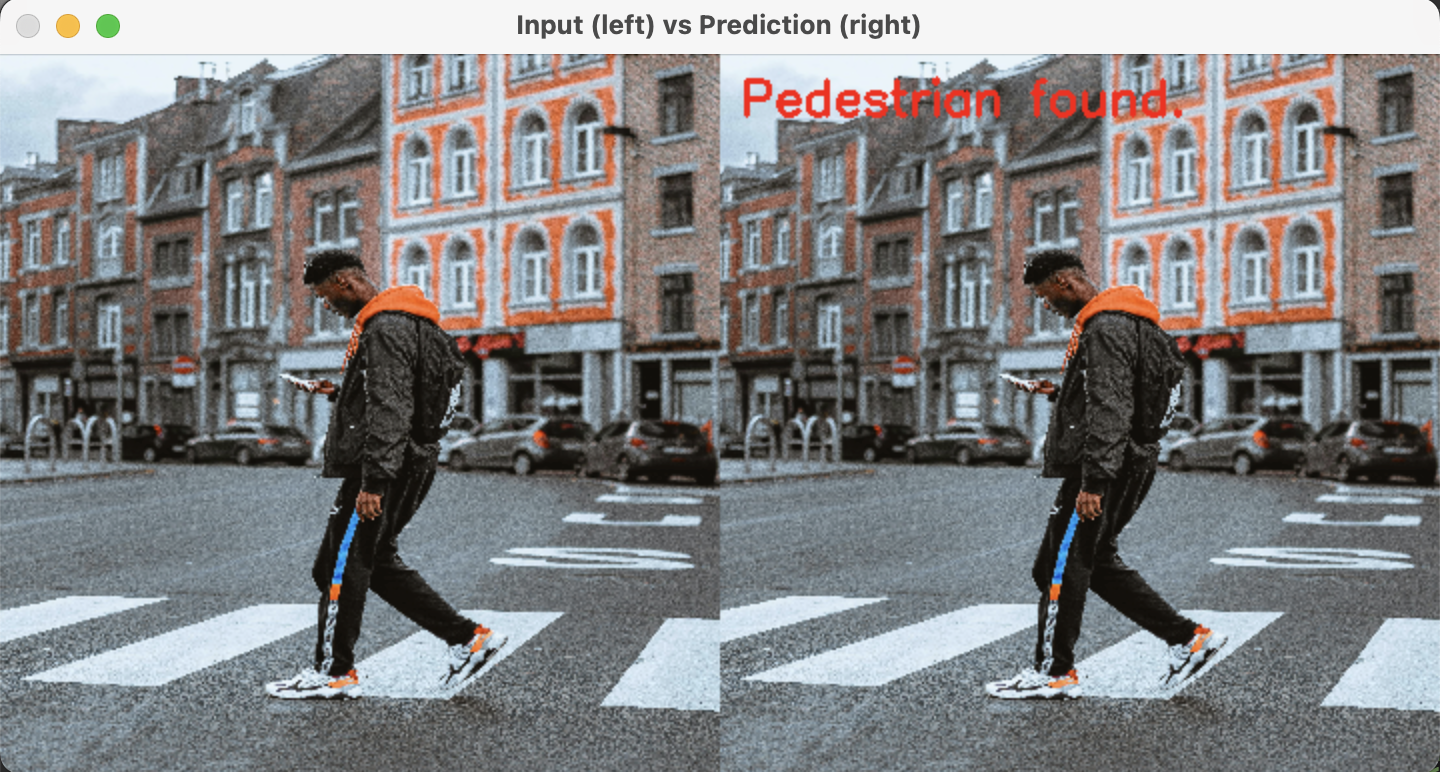 Input (left) vs Prediction (right)
Pedestrian found.